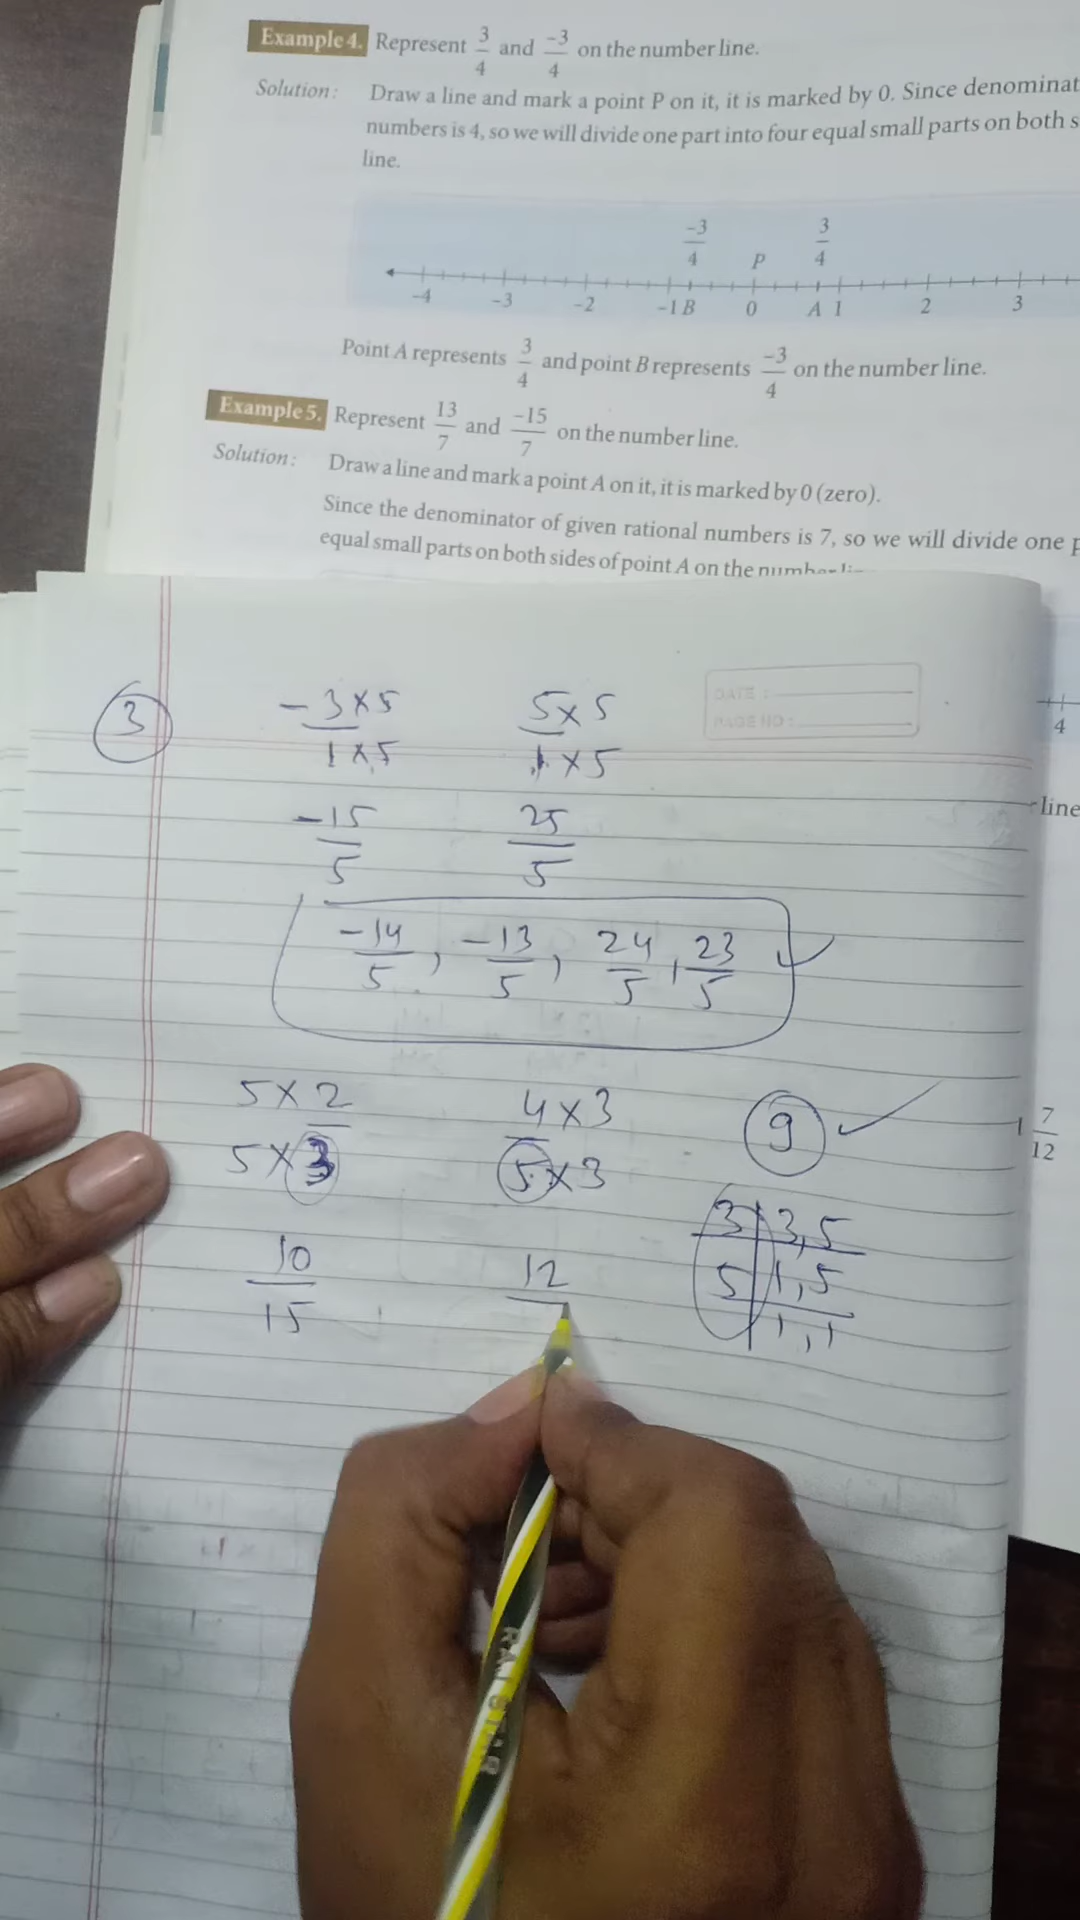 Example 4. Represent 3/4 and -3/4 on the number line.
Solution: Draw a line and mark a point P on it, it is marked by 0. Since denominat
numbers is 4, so we will divide one part into four equal small parts on both s
line.
-3/4 P 3/4
-4 -3 -2 -1 B 0 A 1 2 3
Point A represents 3/4 and point B represents -3/4 on the number line.
Example 5. Represent 13/7 and -15/7 on the number line.
Solution: Draw a line and mark a point A on it, it is marked by 0 (zero).
Since the denominator of given rational numbers is 7, so we will divide one p
equal small parts on both sides of point A on the number
DATE :
PAGE NO :
4
line
7/12
3
-3×5 5×5
1×5 1×5
-15/5 25/5
-14/5, -13/5, 24/5, 23/5
5×2 4×3 9
5×3 5×3
3 3,5
10 12 5 1,5
15 1,1
RAJ STAR